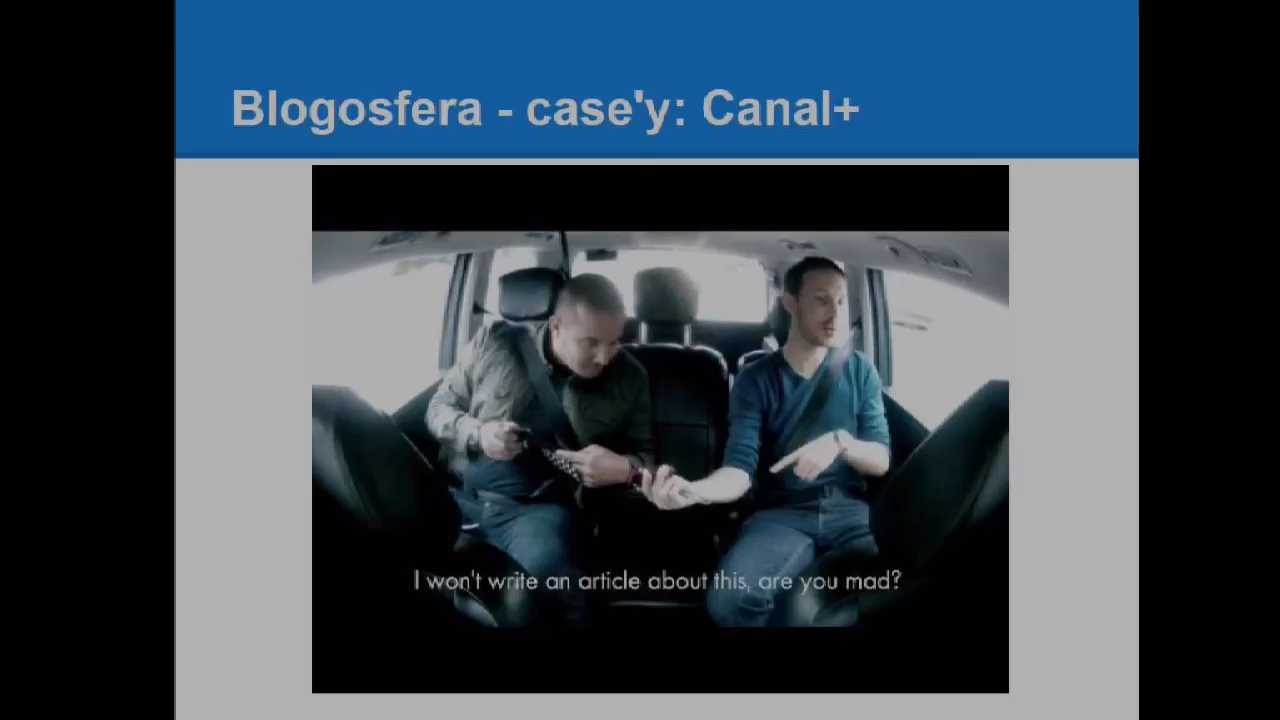 Blogosfera - case'y: Canal+
I won't write an article about this, are you mad?